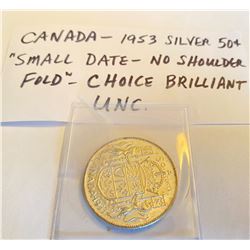 CANADA - 1953 SILVER 50¢
"SMALL DATE - NO SHOULDER
FOLD" - CHOICE BRILLIANT
UNC.